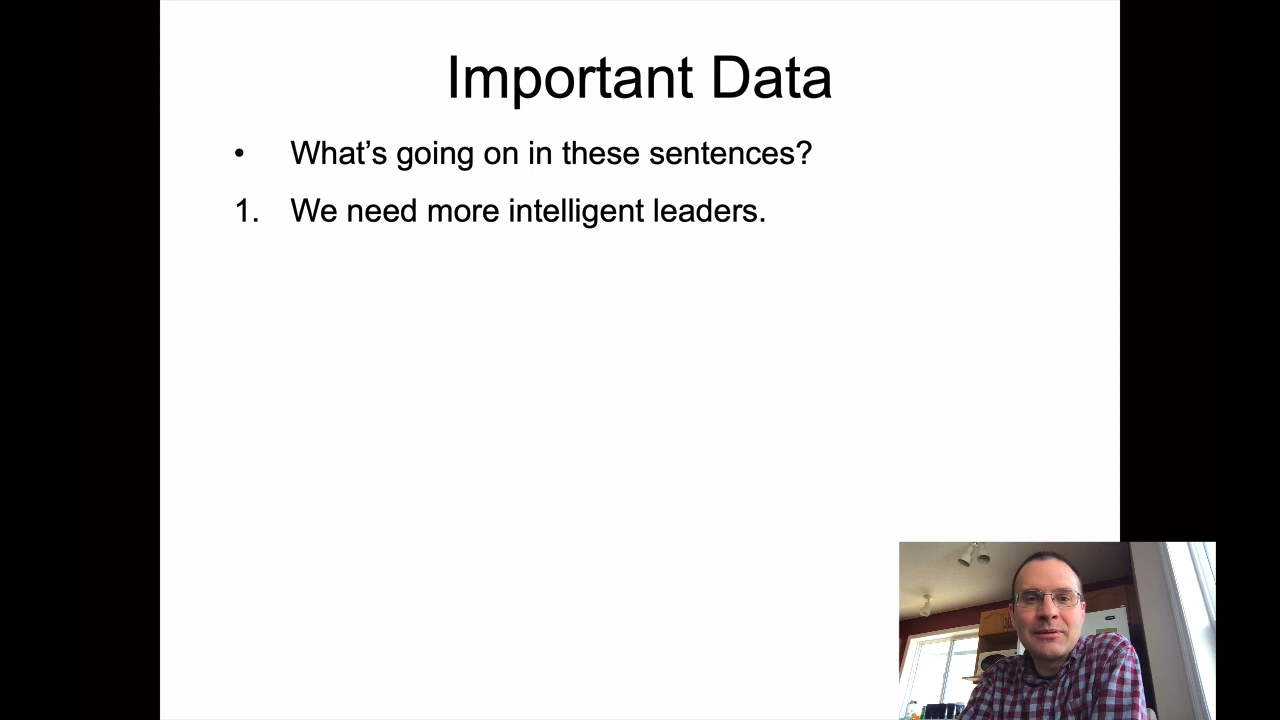 Important Data
• What’s going on in these sentences?
1. We need more intelligent leaders.